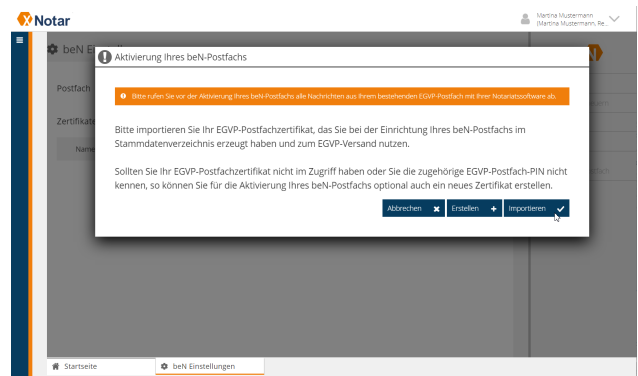 XNotar
Martina Mustermann
(Martina Mustermann, Re...
beN Ei
Aktivierung Ihres beN-Postfachs
Postfach
Bitte rufen Sie vor der Aktivierung Ihres beN-Postfachs alle Nachrichten aus Ihrem bestehenden EGVP-Postfach mit Ihrer Notariatssoftware ab.
Zertifikat
Bitte importieren Sie Ihr EGVP-Postfachzertifikat, das Sie bei der Einrichtung Ihres beN-Postfachs im
Stammdatenverzeichnis erzeugt haben und zum EGVP-Versand nutzen.
Name
Sollten Sie Ihr EGVP-Postfachzertifikat nicht im Zugriff haben oder Sie die zugehörige EGVP-Postfach-PIN nicht
kennen, so können Sie für die Aktivierung Ihres beN-Postfachs optional auch ein neues Zertifikat erstellen.
Abbrechen
Erstellen
Importieren
Startseite
beN Einstellungen